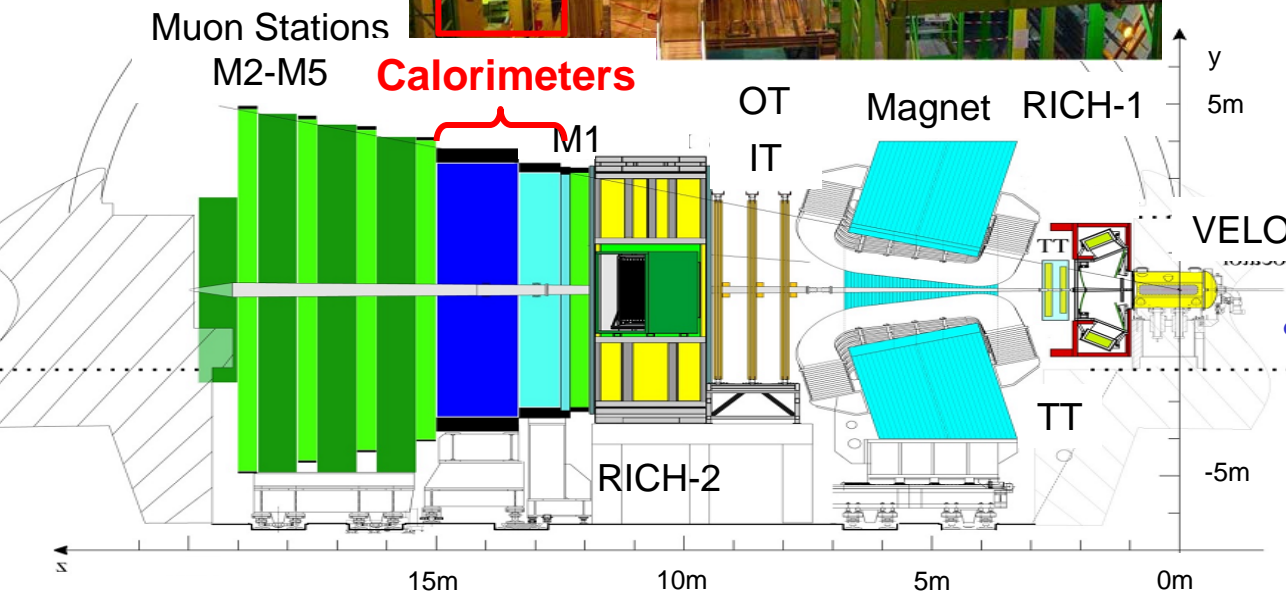 Muon Stations
M2-M5
Calorimeters
M1
OT
IT
Magnet
RICH-1
y
5m
VELO
TT
TT
RICH-2
-5m
z
15m
10m
5m
0m